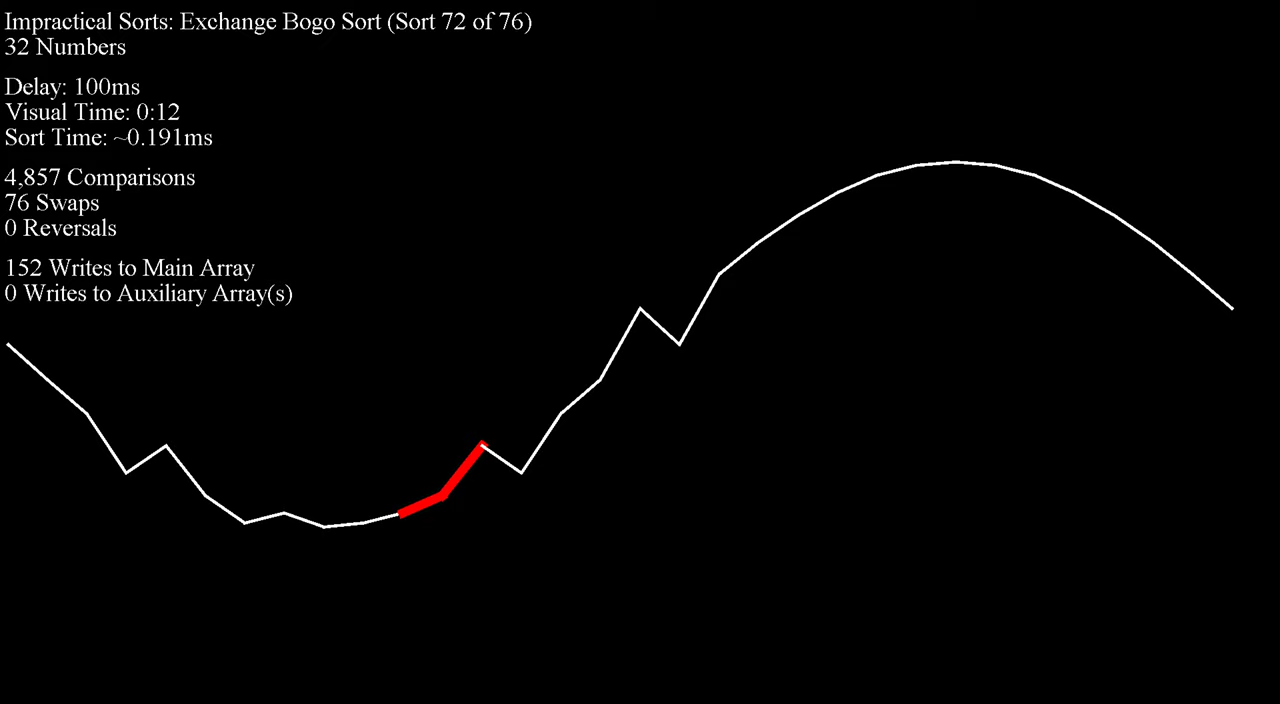 Impractical Sorts: Exchange Bogo Sort (Sort 72 of 76)
32 Numbers
Delay: 100ms
Visual Time: 0:12
Sort Time: ~0.191ms
4,857 Comparisons
76 Swaps
0 Reversals
152 Writes to Main Array
0 Writes to Auxiliary Array(s)